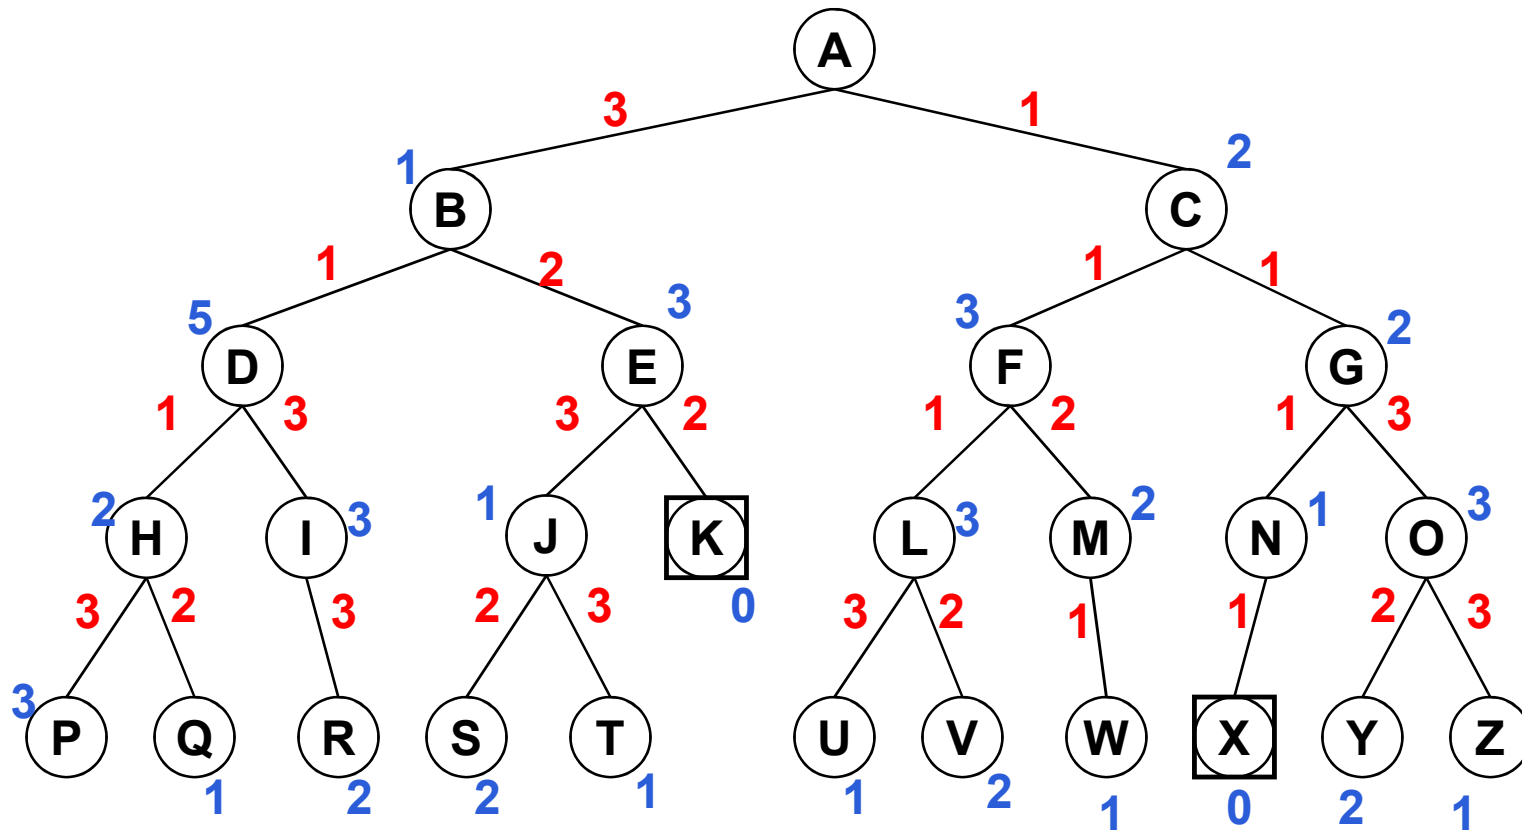 A
3 1
1 2
B C
1 2 1 1
5 3 3 2
D E F G
1 3 3 2 1 2 1 3
2 3 1 3 2 1 3
H I J K L M N O
0
3 2 3 2 3 3 2 1 1 2 3
3
P Q R S T U V W X Y Z
1 2 2 1 1 2 1 0 2 1